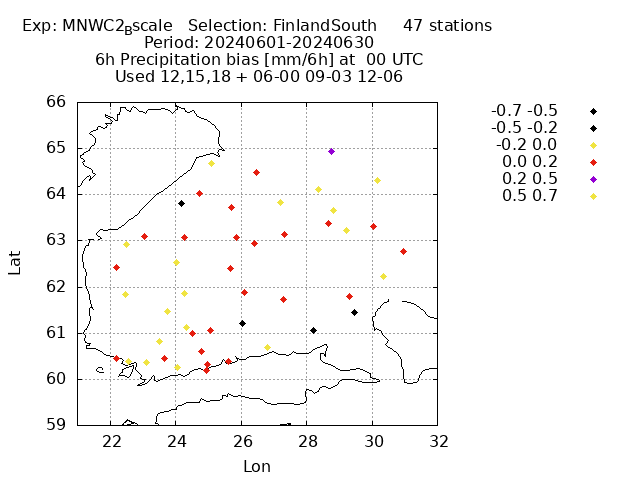 Exp: MNWC2Bscale   Selection: FinlandSouth     47 stations
Period: 20240601-20240630
6h Precipitation bias [mm/6h] at  00 UTC
Used 12,15,18 + 06-00 09-03 12-06
-0.7 -0.5
-0.5 -0.2
-0.2 0.0
0.0 0.2
0.2 0.5
0.5 0.7
66
65
64
63
62
61
60
59
Lat
22 24 26 28 30 32
Lon